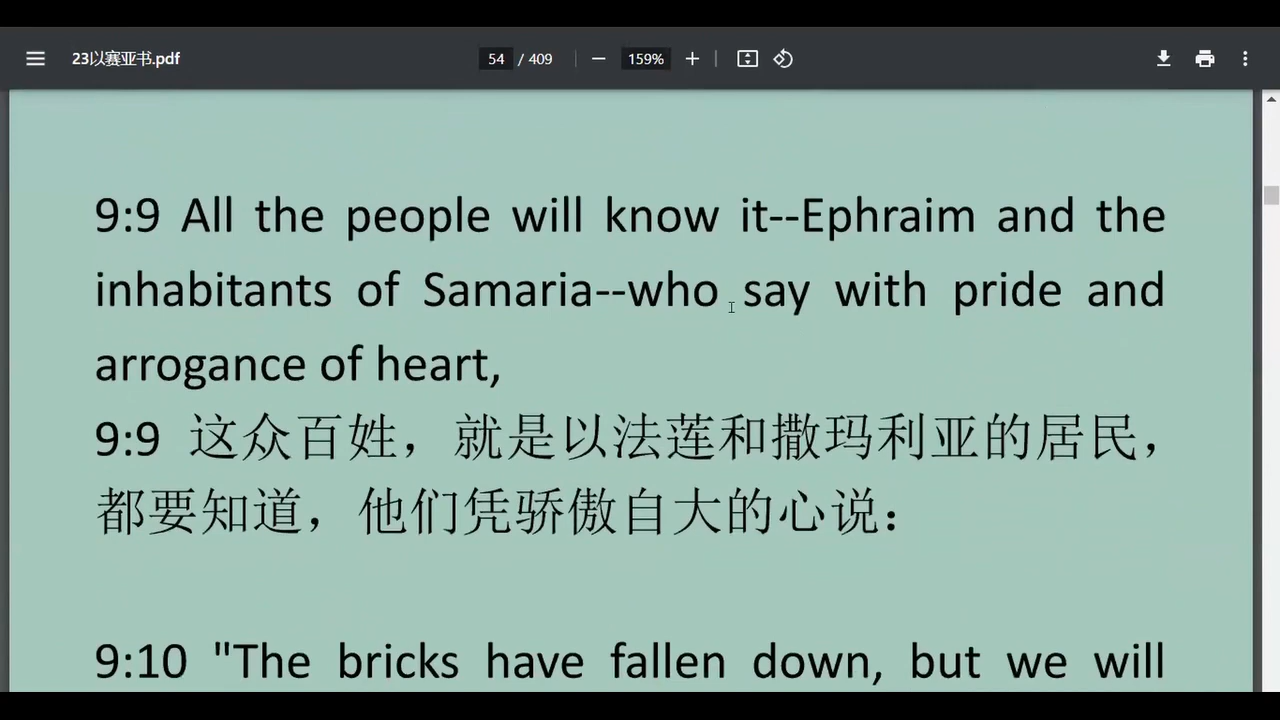 23以赛亚书.pdf
54 / 409
159%
9:9 All the people will know it--Ephraim and the
inhabitants of Samaria--who say with pride and
arrogance of heart,
9:9 这众百姓，就是以法莲和撒玛利亚的居民，
都要知道，他们凭骄傲自大的心说：
9:10 "The bricks have fallen down, but we will